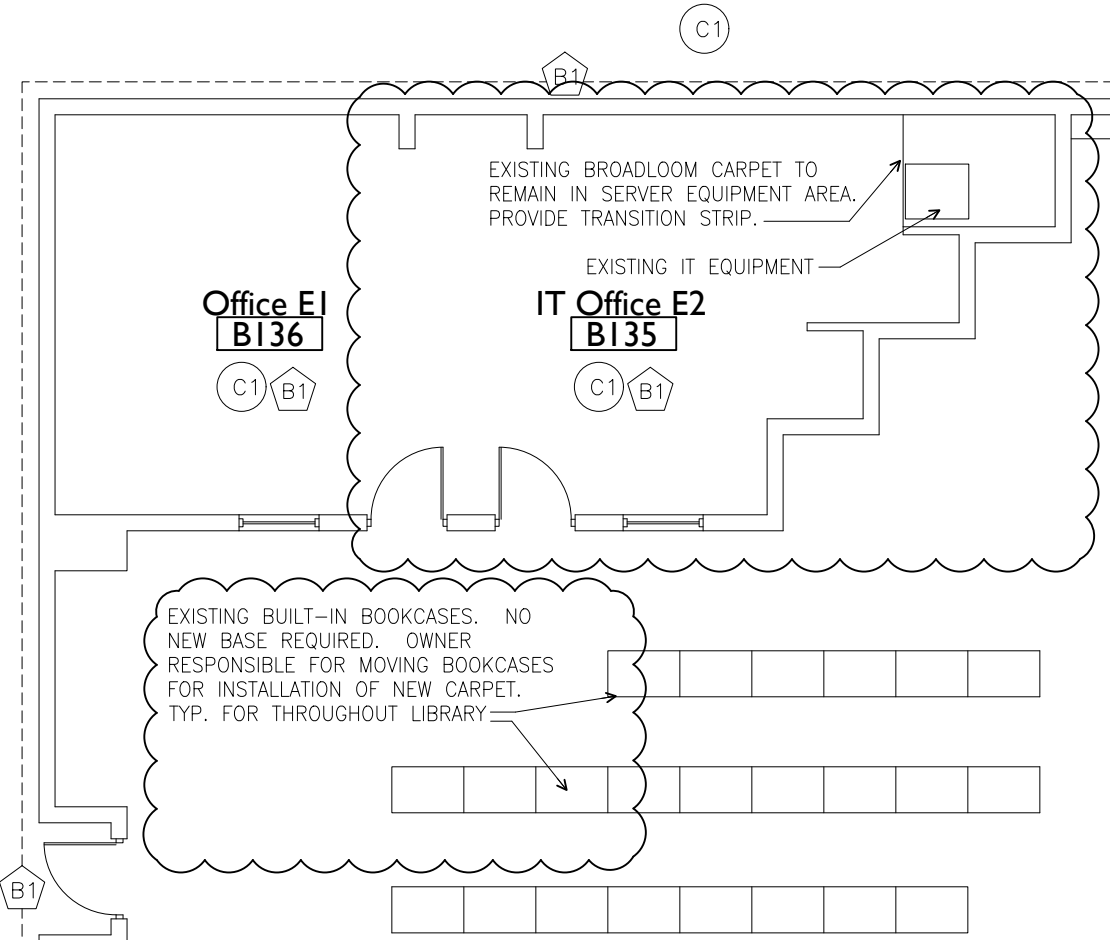 C1
B1
EXISTING BROADLOOM CARPET TO
REMAIN IN SERVER EQUIPMENT AREA.
PROVIDE TRANSITION STRIP.
EXISTING IT EQUIPMENT
Office E1
B136
C1
B1
IT Office E2
B135
C1
B1
EXISTING BUILT-IN BOOKCASES. NO
NEW BASE REQUIRED. OWNER
RESPONSIBLE FOR MOVING BOOKCASES
FOR INSTALLATION OF NEW CARPET.
TYP. FOR THROUGHOUT LIBRARY
B1